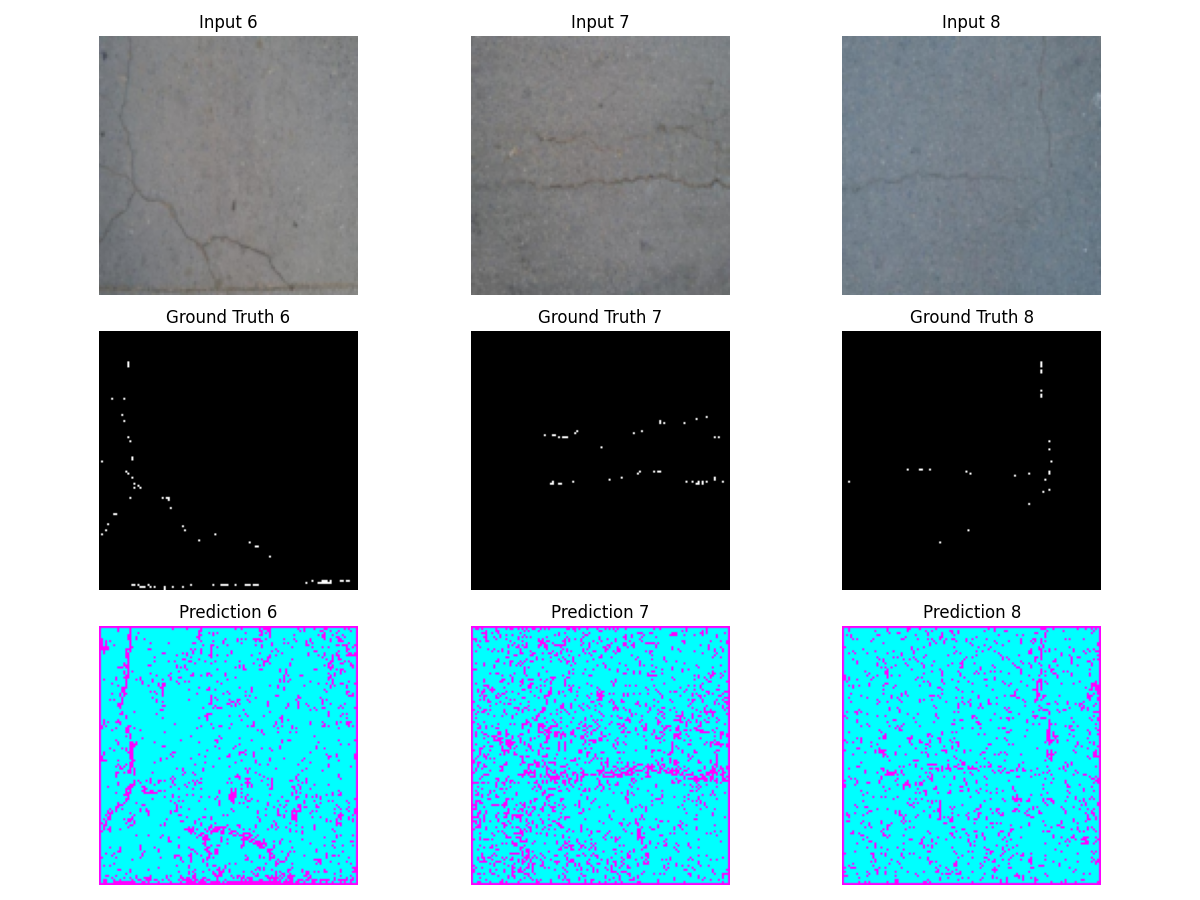 Input 6
Input 7
Input 8
Ground Truth 6
Ground Truth 7
Ground Truth 8
Prediction 6
Prediction 7
Prediction 8